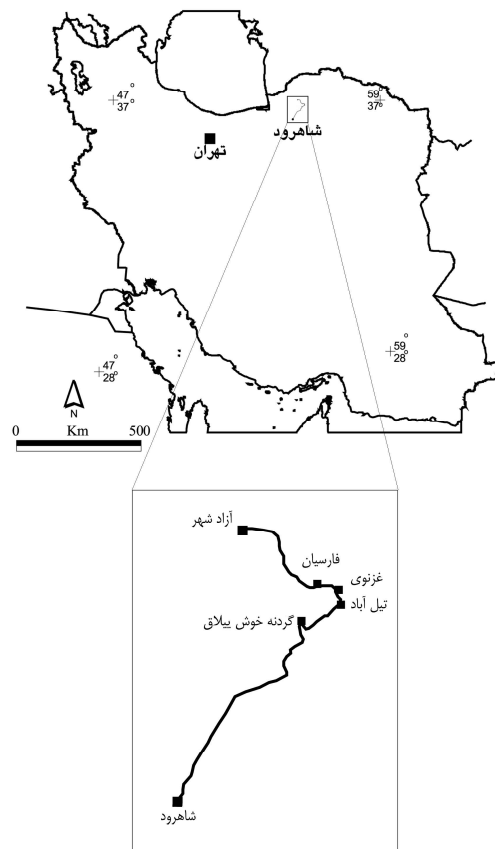 47°
37°
59°
37°
شاهرود
تهران
47°
28°
59°
28°
N
0 Km 500
آزاد شهر
فارسیان
غزنوی
تیل آباد
گردنه خوش ییلاق
شاهرود